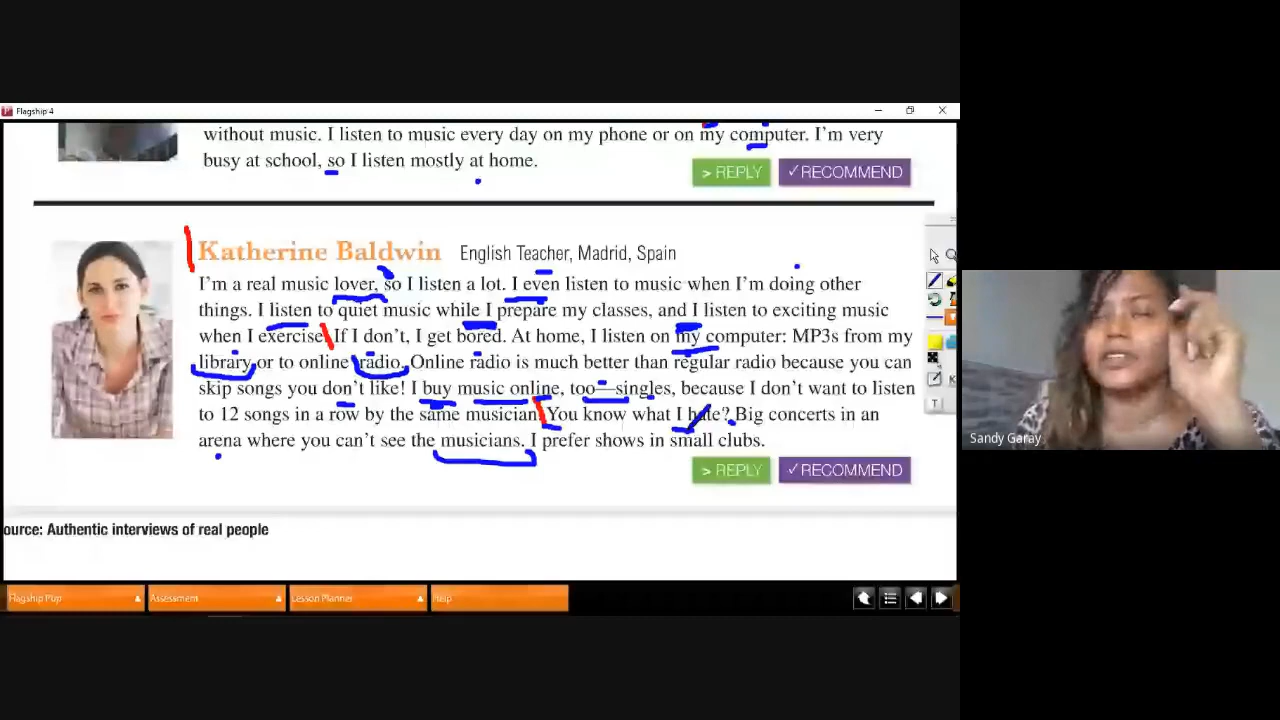 Flagship 4
without music. I listen to music every day on my phone or on my computer. I'm very
busy at school, so I listen mostly at home.
> REPLY ✓RECOMMEND
Katherine Baldwin English Teacher, Madrid, Spain
I'm a real music lover, so I listen a lot. I even listen to music when I'm doing other
things. I listen to quiet music while I prepare my classes, and I listen to exciting music
when I exercise. If I don't, I get bored. At home, I listen on my computer: MP3s from my
library or to online radio. Online radio is much better than regular radio because you can
skip songs you don't like! I buy music online, too—singles, because I don't want to listen
to 12 songs in a row by the same musician. You know what I hate? Big concerts in an
arena where you can't see the musicians. I prefer shows in small clubs.
> REPLY ✓RECOMMEND
ource: Authentic interviews of real people
Flagship Pop Assessment Lesson Planner Help
T
Sandy Garay